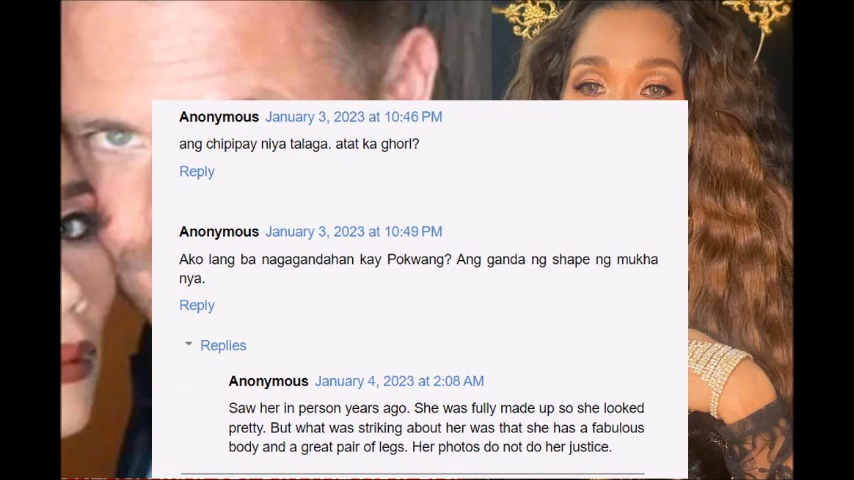 Anonymous January 3, 2023 at 10:46 PM
ang chipipay niya talaga. atat ka ghorl?
Reply
Anonymous January 3, 2023 at 10:49 PM
Ako lang ba nagagandahan kay Pokwang? Ang ganda ng shape ng mukha
nya.
Reply
Replies
Anonymous January 4, 2023 at 2:08 AM
Saw her in person years ago. She was fully made up so she looked
pretty. But what was striking about her was that she has a fabulous
body and a great pair of legs. Her photos do not do her justice.